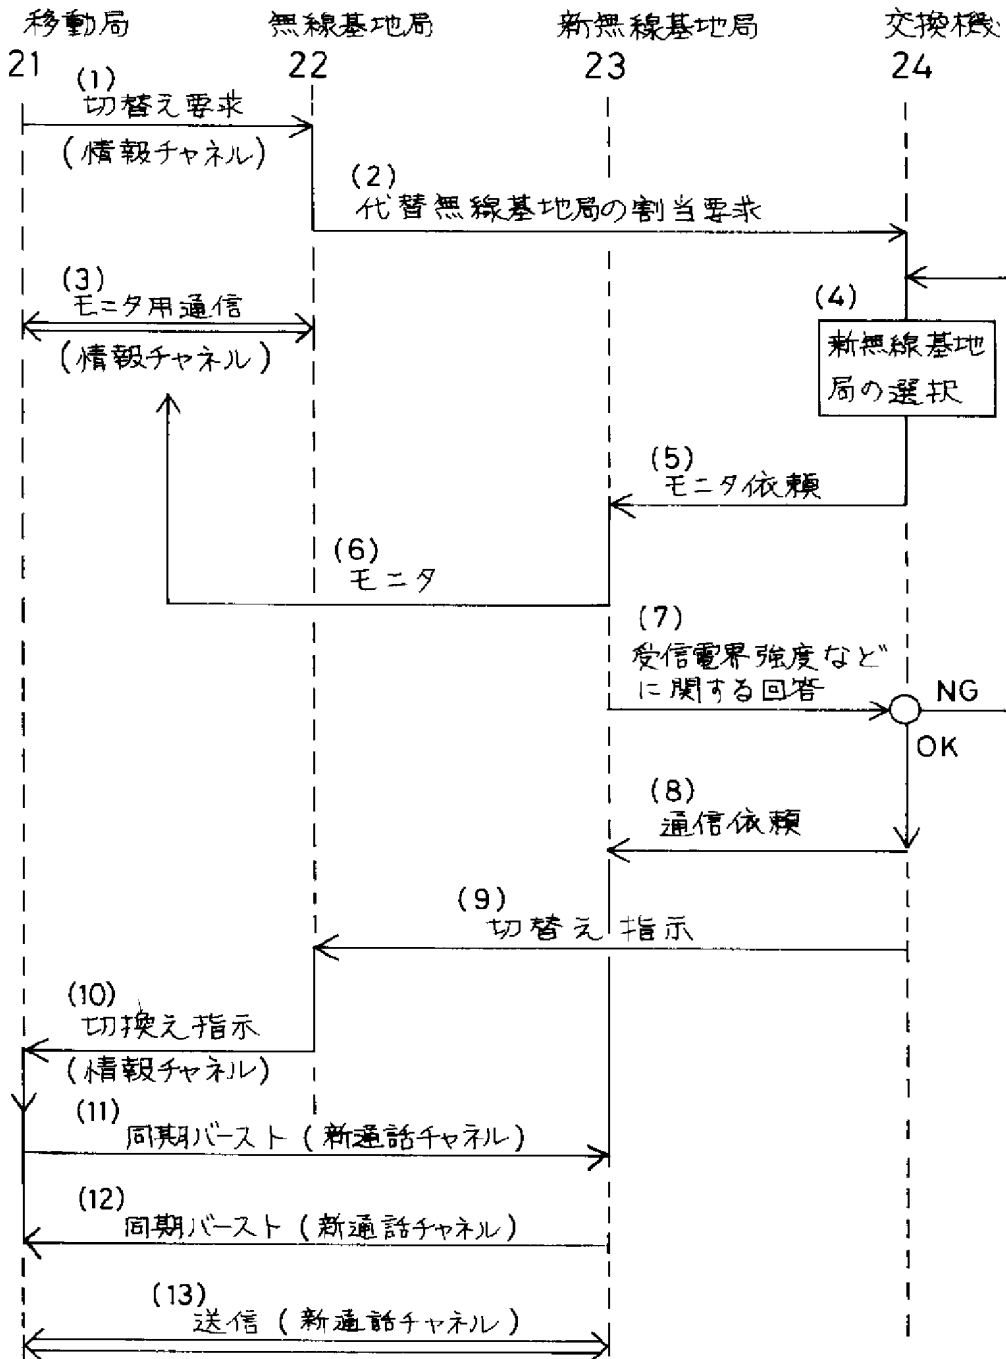 移動局 無線基地局 新無線基地局 交換機
21 22 23 24
(1)
切替え要求
(情報チャネル)
(2)
代替無線基地局の割当要求
(3)
モニタ用通信
(情報チャネル)
(4)
新無線基地
局の選択
(5)
モニタ依頼
(6)
モニタ
(7)
受信電界強度など
に関する回答
NG
OK
(8)
通信依頼
(9)
切替え指示
(10)
切換え指示
(情報チャネル)
(11)
同期バースト(新通話チャネル)
(12)
同期バースト(新通話チャネル)
(13)
送信(新通話チャネル)